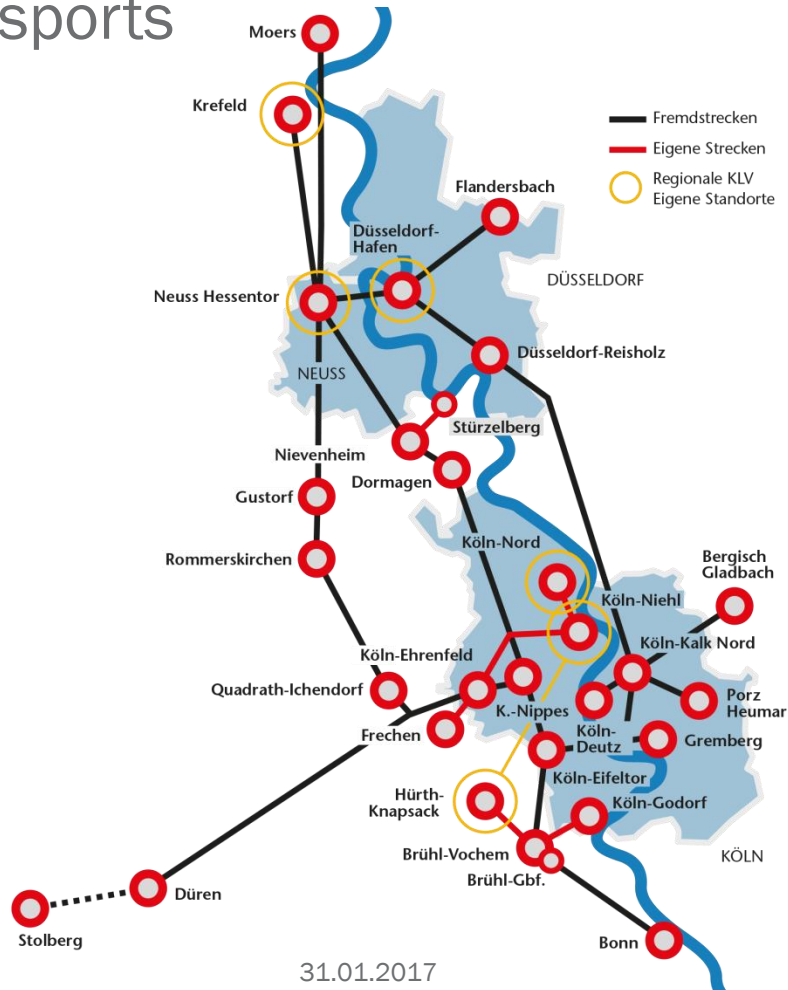 sports
Moers
Krefeld
Fremdstrecken
Eigene Strecken
Regionale KLV
Eigene Standorte
Flandersbach
Düsseldorf-
Hafen
DÜSSELDORF
Neuss Hessentor
Düsseldorf-Reisholz
NEUSS
Stürzelberg
Nievenheim
Dormagen
Gustorf
Köln-Nord
Rommerskirchen
Bergisch
Gladbach
Köln-Niehl
Köln-Kalk Nord
Köln-Ehrenfeld
Quadrath-Ichendorf
K.-Nippes
Porz
Heumar
Frechen
Köln-
Deutz
Gremberg
Köln-Eifeltor
Hürth-
Knapsack
Köln-Godorf
Brühl-Vochem
KÖLN
Brühl-Gbf.
Düren
Stolberg
Bonn
31.01.2017